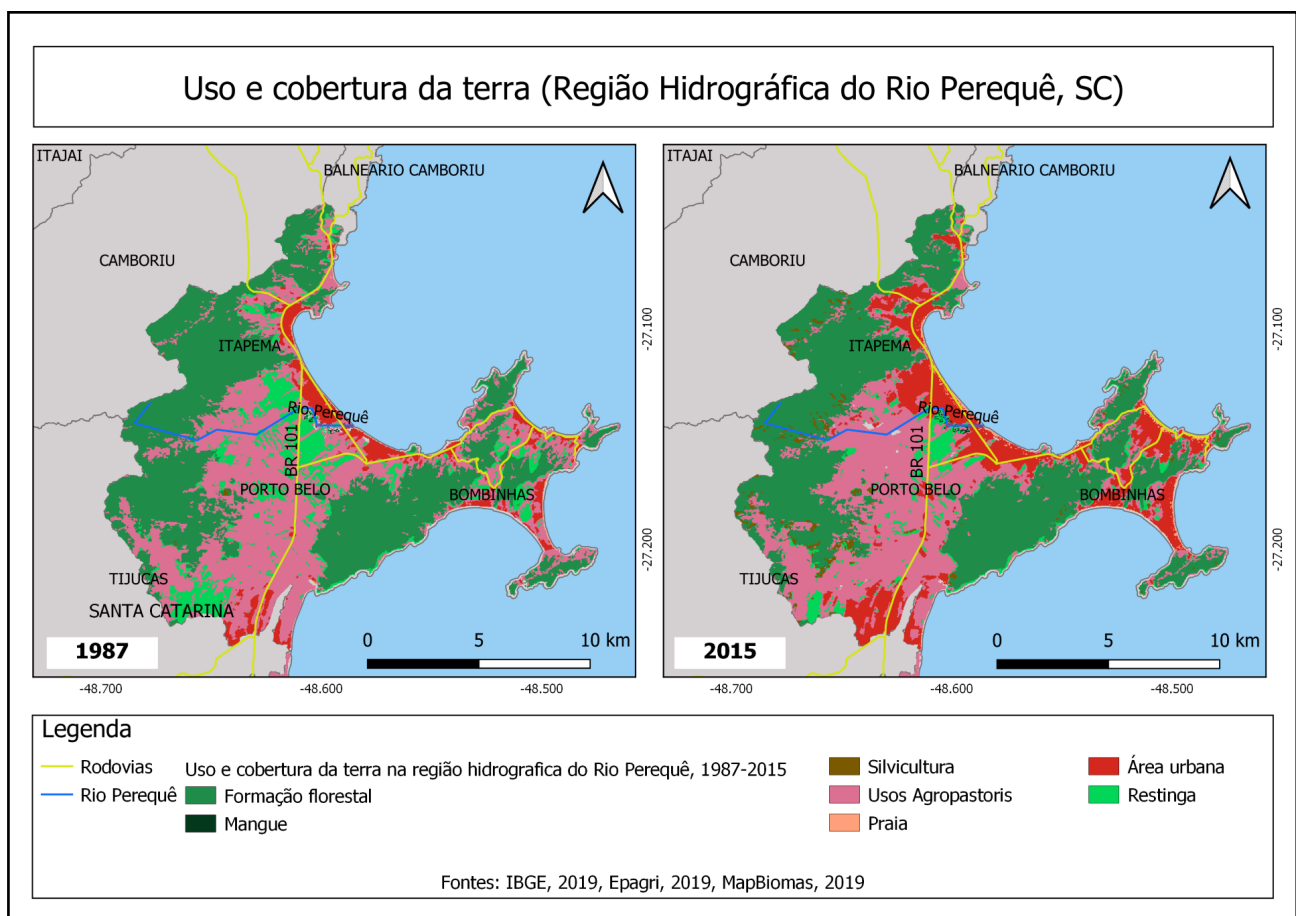 Uso e cobertura da terra (Região Hidrográfica do Rio Perequê, SC)
ITAJAI
BALNEARIO CAMBORIU
CAMBORIU
ITAPEMA
Rio Perequê
BR 101
PORTO BELO
BOMBINHAS
TIJUCAS
SANTA CATARINA
1987
0 5 10 km
-48.700 -48.600 -48.500
-27.100
-27.200
ITAJAI
BALNEARIO CAMBORIU
CAMBORIU
ITAPEMA
Rio Perequê
BR 101
PORTO BELO
BOMBINHAS
TIJUCAS
2015
0 5 10 km
-48.700 -48.600 -48.500
-27.100
-27.200
Legenda
Rodovias
Rio Perequê
Uso e cobertura da terra na região hidrografica do Rio Perequê, 1987-2015
Formação florestal
Mangue
Silvicultura
Usos Agropastoris
Praia
Área urbana
Restinga
Fontes: IBGE, 2019, Epagri, 2019, MapBiomas, 2019